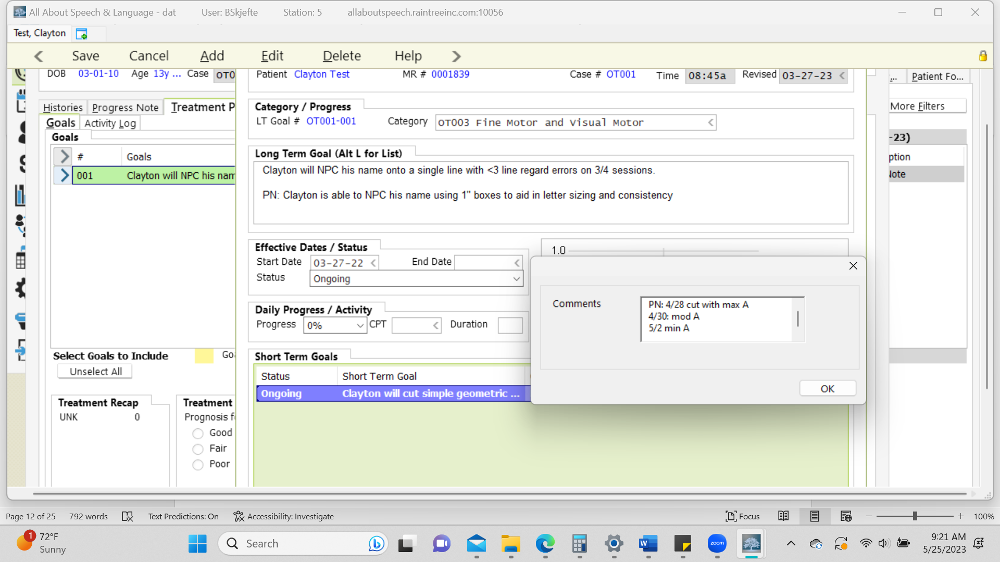 All About Speech & Language - dat User: BSkjefte Station: 5 allaboutspeech.raintreeinc.com:10056
Test, Clayton
Save Cancel Add Edit Delete Help
DOB 03-01-10 Age 13y ... Case OT0
Patient Clayton Test MR # 0001839 Case # OT001 Time 08:45a Revised 03-27-23
... Patient Fo...
Histories Progress Note Treatment P
Goals Activity Log
Goals
# Goals
001 Clayton will NPC his nam
Category / Progress
LT Goal # OT001-001 Category OT003 Fine Motor and Visual Motor
More Filters
-23)
ption
Note
Long Term Goal (Alt L for List)
Clayton will NPC his name onto a single line with <3 line regard errors on 3/4 sessions.
PN: Clayton is able to NPC his name using 1" boxes to aid in letter sizing and consistency
Effective Dates / Status
Start Date 03-27-22 End Date
Status Ongoing
1.0
Daily Progress / Activity
Progress 0% CPT Duration
Comments
PN: 4/28 cut with max A
4/30: mod A
5/2 min A
OK
Short Term Goals
Status Short Term Goal
Ongoing Clayton will cut simple geometric ...
Select Goals to Include Goa
Unselect All
Treatment Recap
UNK 0
Treatment
Prognosis f
Good
Fair
Poor
Page 12 of 25 792 words Text Predictions: On Accessibility: Investigate Focus 100%
1 72°F
Sunny
Search
W
zoom
9:21 AM
5/25/2023